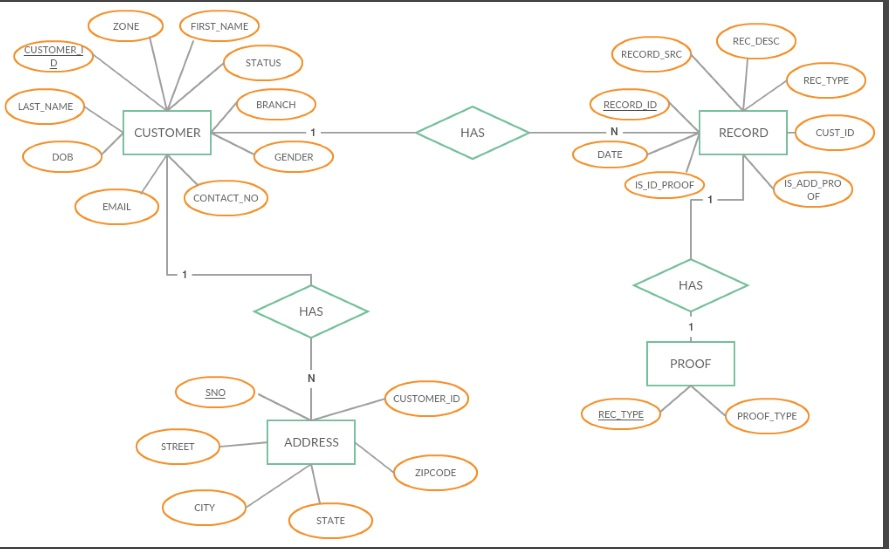 ZONE
FIRST_NAME
CUSTOMER_I
D
STATUS
LAST_NAME
BRANCH
CUSTOMER
DOB
GENDER
EMAIL
CONTACT_NO
1
HAS
N
RECORD_SRC
REC_DESC
REC_TYPE
RECORD_ID
RECORD
CUST_ID
DATE
IS_ID_PROOF
IS_ADD_PRO
OF
1
HAS
1
PROOF
REC_TYPE
PROOF_TYPE
1
HAS
N
SNO
CUSTOMER_ID
STREET
ADDRESS
ZIPCODE
CITY
STATE